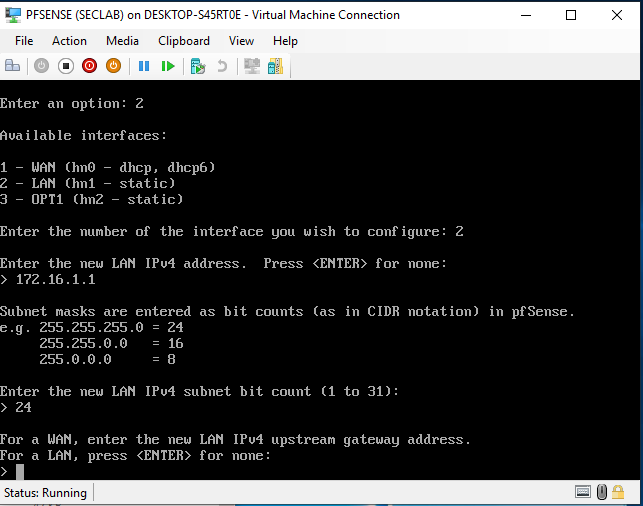 PFSENSE (SECLAB) on DESKTOP-S45RT0E - Virtual Machine Connection
File Action Media Clipboard View Help
Enter an option: 2
Available interfaces:
1 - WAN (hn0 - dhcp, dhcp6)
2 - LAN (hn1 - static)
3 - OPT1 (hn2 - static)
Enter the number of the interface you wish to configure: 2
Enter the new LAN IPv4 address.  Press <ENTER> for none:
> 172.16.1.1
Subnet masks are entered as bit counts (as in CIDR notation) in pfSense.
e.g. 255.255.255.0 = 24
     255.255.0.0   = 16
     255.0.0.0     = 8
Enter the new LAN IPv4 subnet bit count (1 to 31):
> 24
For a WAN, enter the new LAN IPv4 upstream gateway address.
For a LAN, press <ENTER> for none:
>
Status: Running